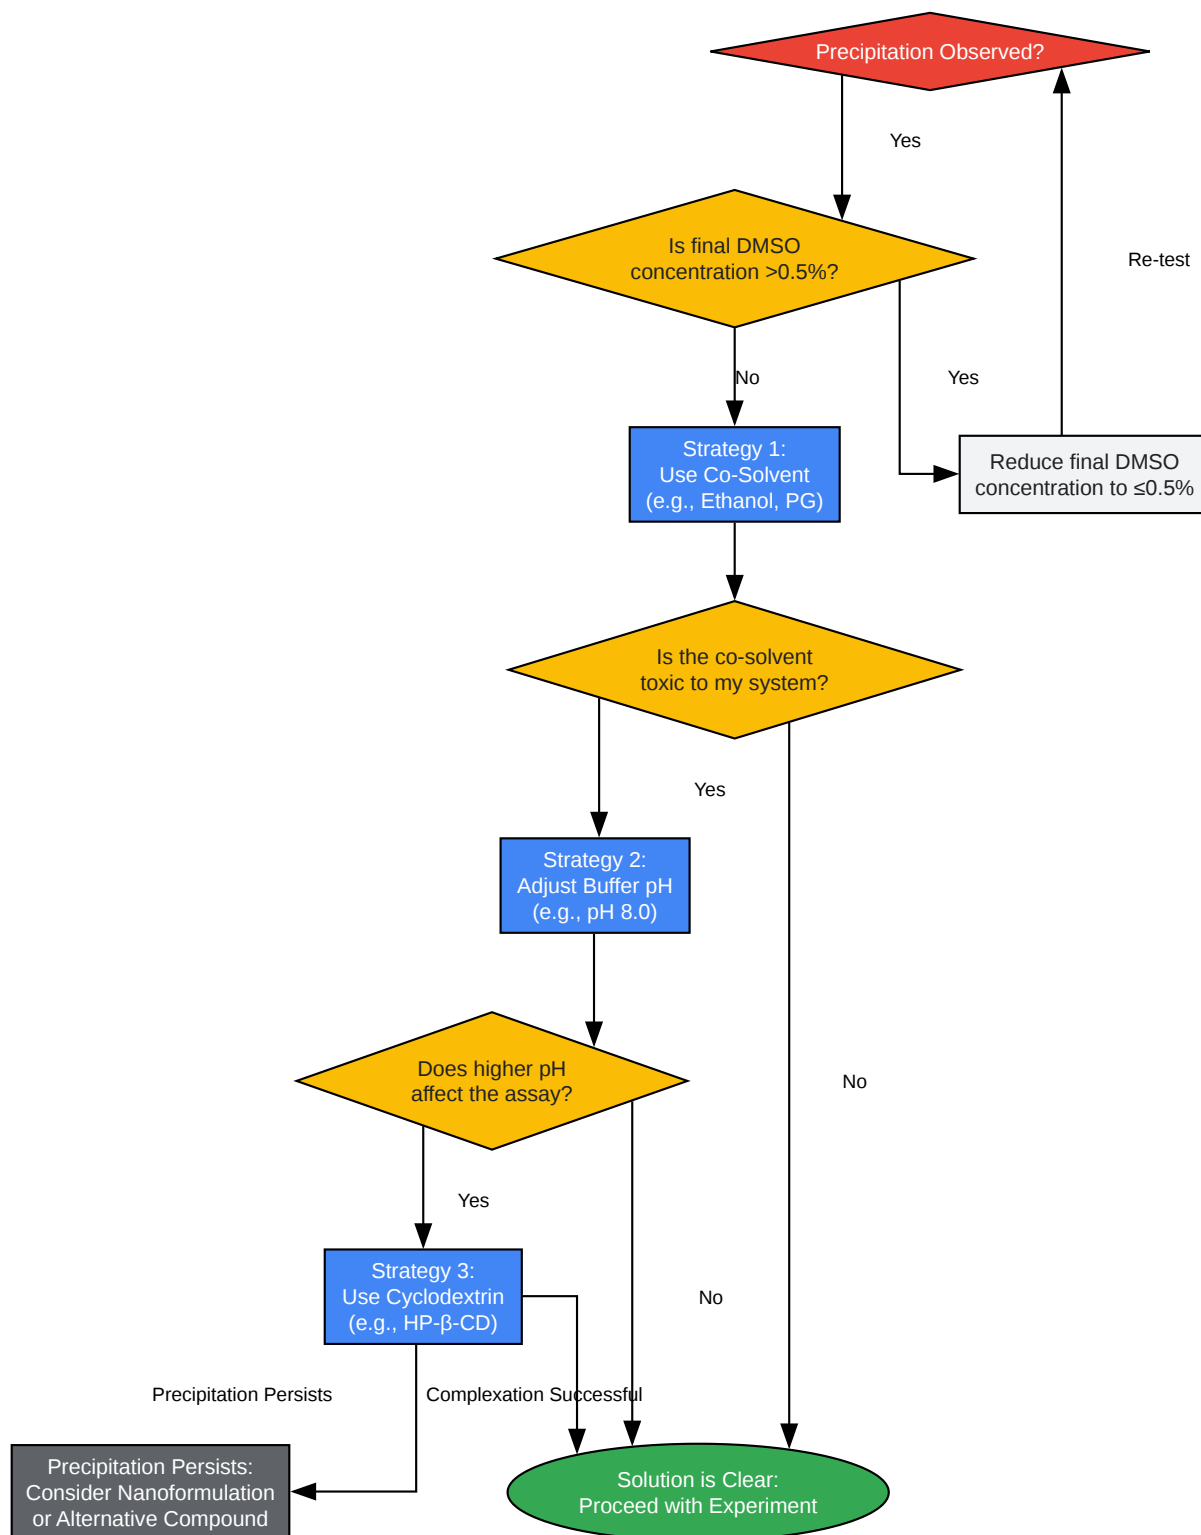 Precipitation Observed?
Yes
Is final DMSO
concentration >0.5%?
Re-test
No
Yes
Strategy 1:
Use Co-Solvent
(e.g., Ethanol, PG)
Reduce final DMSO
concentration to ≤0.5%
Is the co-solvent
toxic to my system?
Yes
Strategy 2:
Adjust Buffer pH
(e.g., pH 8.0)
Does higher pH
affect the assay?
No
Yes
Strategy 3:
Use Cyclodextrin
(e.g., HP-β-CD)
No
Precipitation Persists
Complexation Successful
Precipitation Persists:
Consider Nanoformulation
or Alternative Compound
Solution is Clear:
Proceed with Experiment